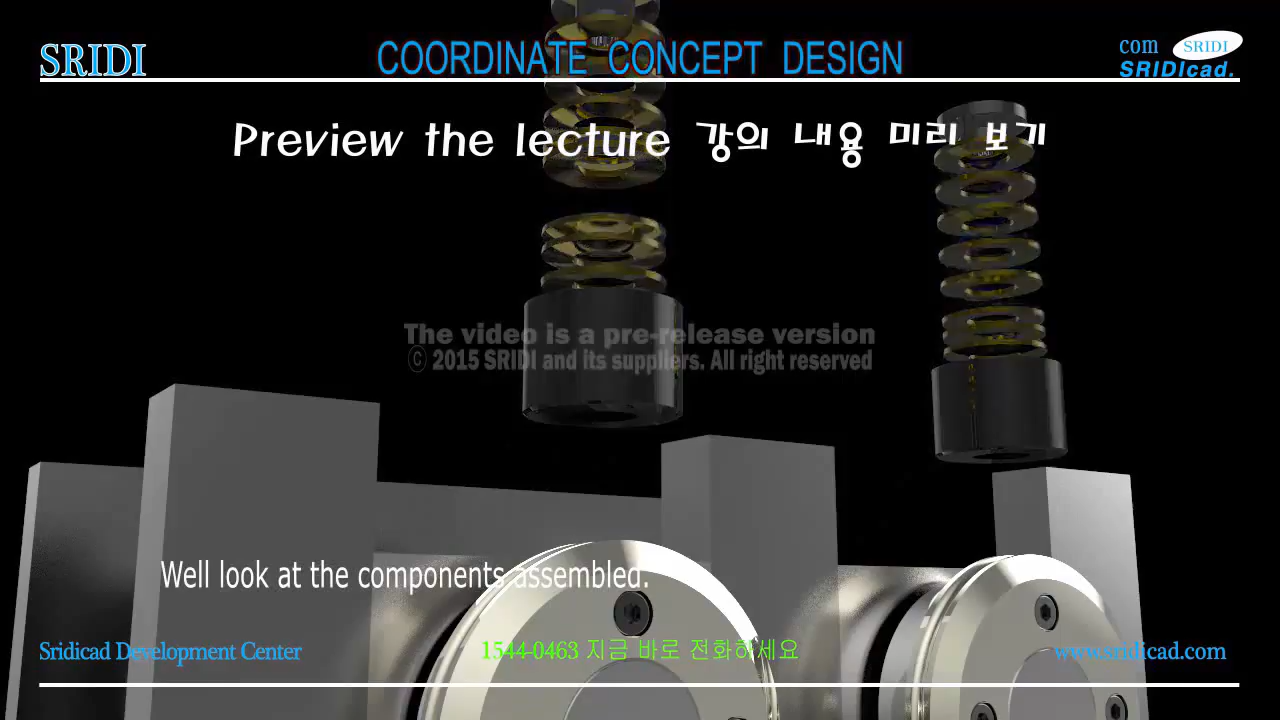 SRIDI
COORDINATE CONCEPT DESIGN
com SRIDI
SRIDIcad.
Preview the lecture 강의 내용 미리 보기
The video is a pre-release version
© 2015 SRIDI and its suppliers. All right reserved
Well look at the components assembled.
Sridicad Development Center
1544-0463 지금 바로 전화하세요
www.sridicad.com